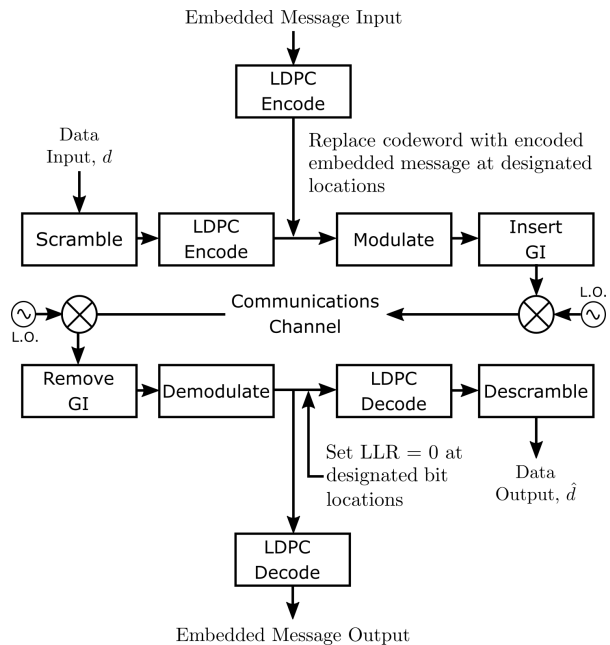 Embedded Message Input
LDPC
Encode
Data
Input, d
Replace codeword with encoded
embedded message at designated
locations
Scramble
LDPC
Encode
Modulate
Insert
GI
L.O.
Communications
Channel
L.O.
Remove
GI
Demodulate
LDPC
Decode
Descramble
Set LLR = 0 at
designated bit
locations
Data
Output, d̂
LDPC
Decode
Embedded Message Output